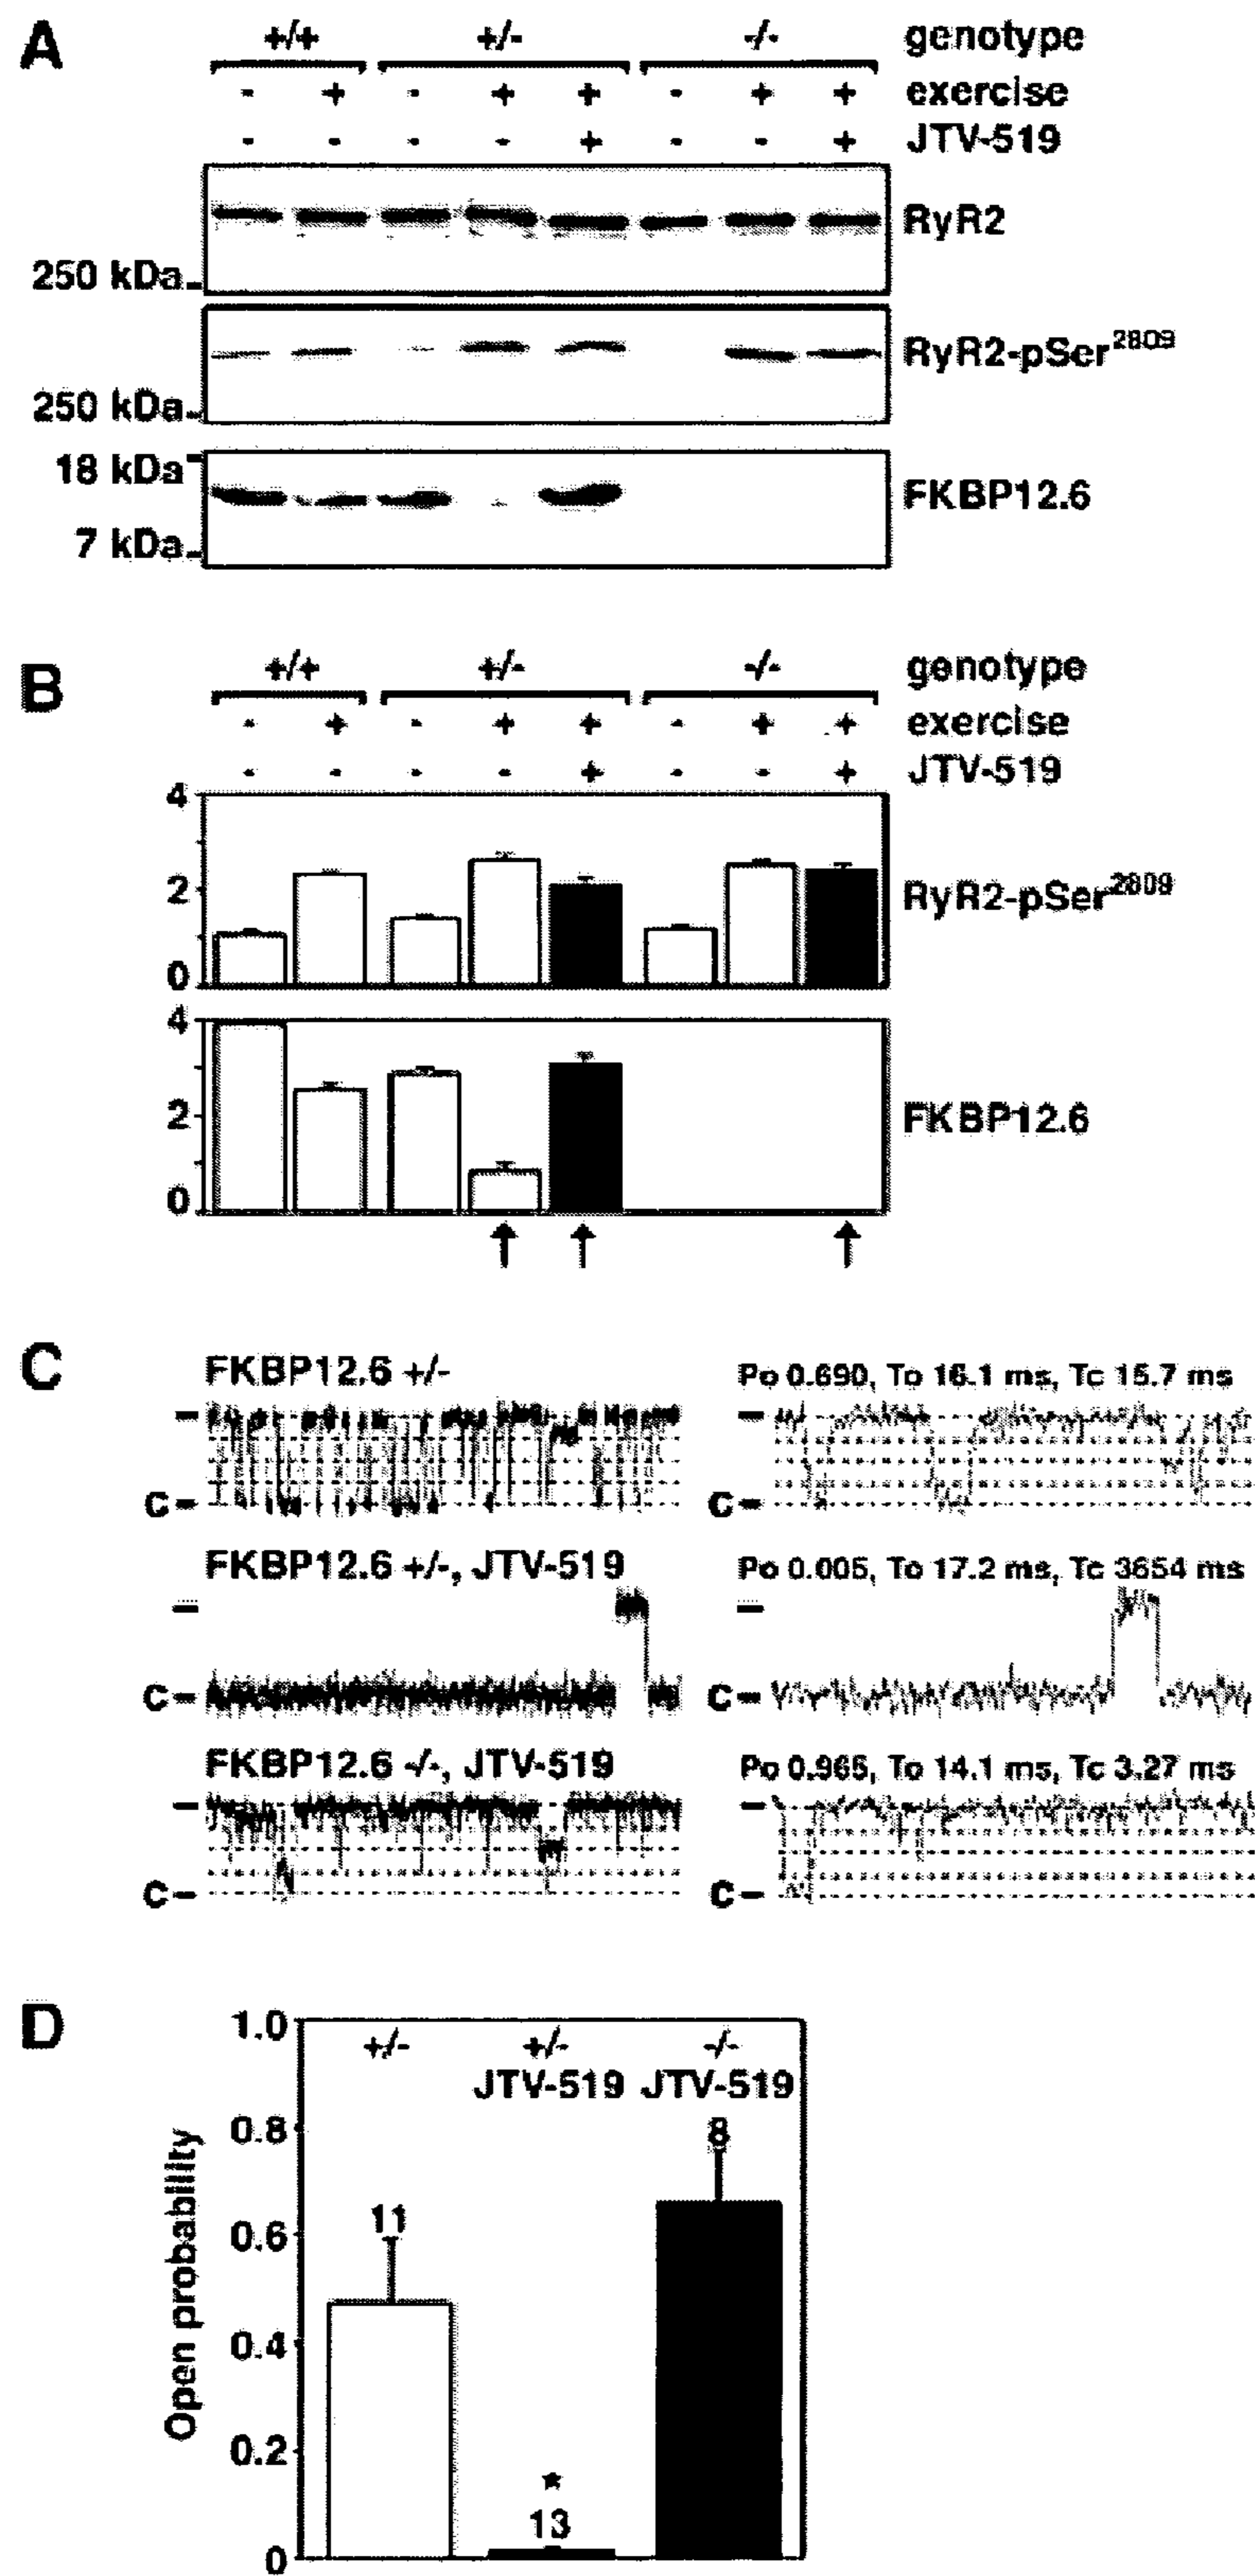 A
+/+ +/- -/- genotype
- + - + + - + + exercise
- - - - + - - + JTV-519
RyR2
250 kDa
RyR2-pSer2809
250 kDa
18 kDa
FKBP12.6
7 kDa
B
+/+ +/- -/- genotype
- + - + + - + + exercise
- - - - + - - + JTV-519
4
2
0
RyR2-pSer2809
4
2
0
FKBP12.6
C
FKBP12.6 +/- Po 0.690, To 16.1 ms, Tc 15.7 ms
C C
FKBP12.6 +/-, JTV-519 Po 0.005, To 17.2 ms, Tc 3654 ms
C C
FKBP12.6 -/-, JTV-519 Po 0.965, To 14.1 ms, Tc 3.27 ms
C C
D
1.0
+/- +/- -/-
JTV-519 JTV-519
0.8
8
11
0.6
Open probability
0.4
0.2
*
13
0